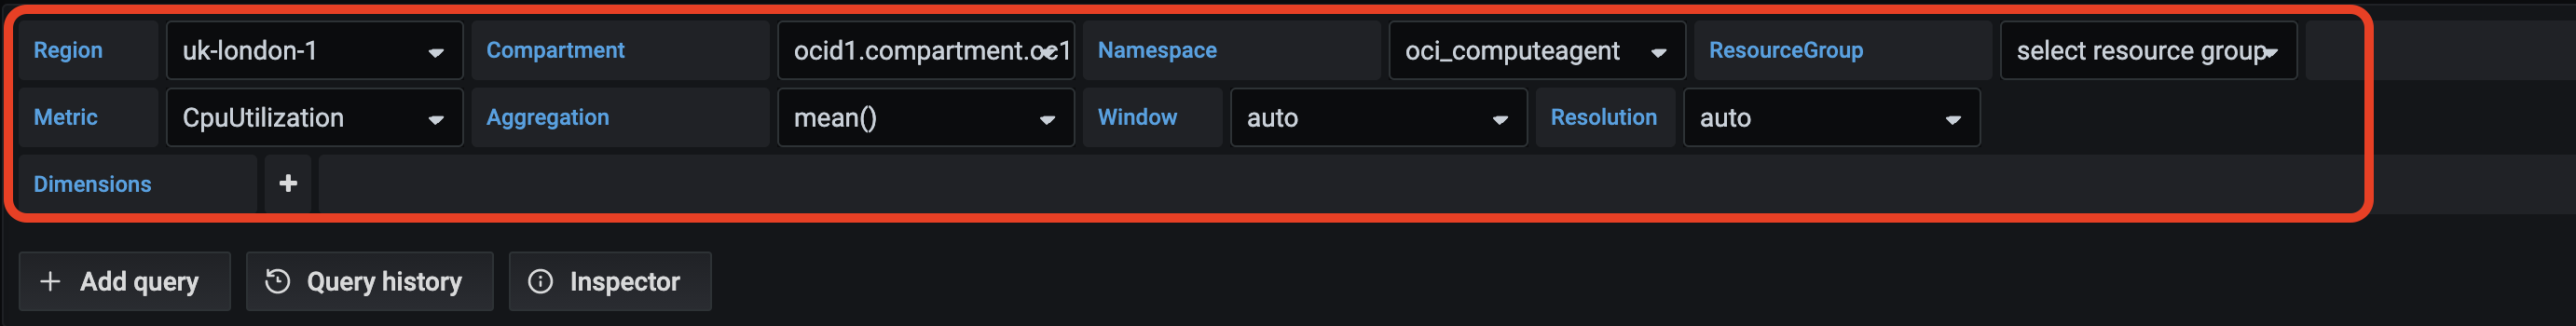 Region uk-london-1 Compartment ocid1.compartment.oc1 Namespace oci_computeagent ResourceGroup select resource group
Metric CpuUtilization Aggregation mean() Window auto Resolution auto
Dimensions +
+ Add query Query history Inspector